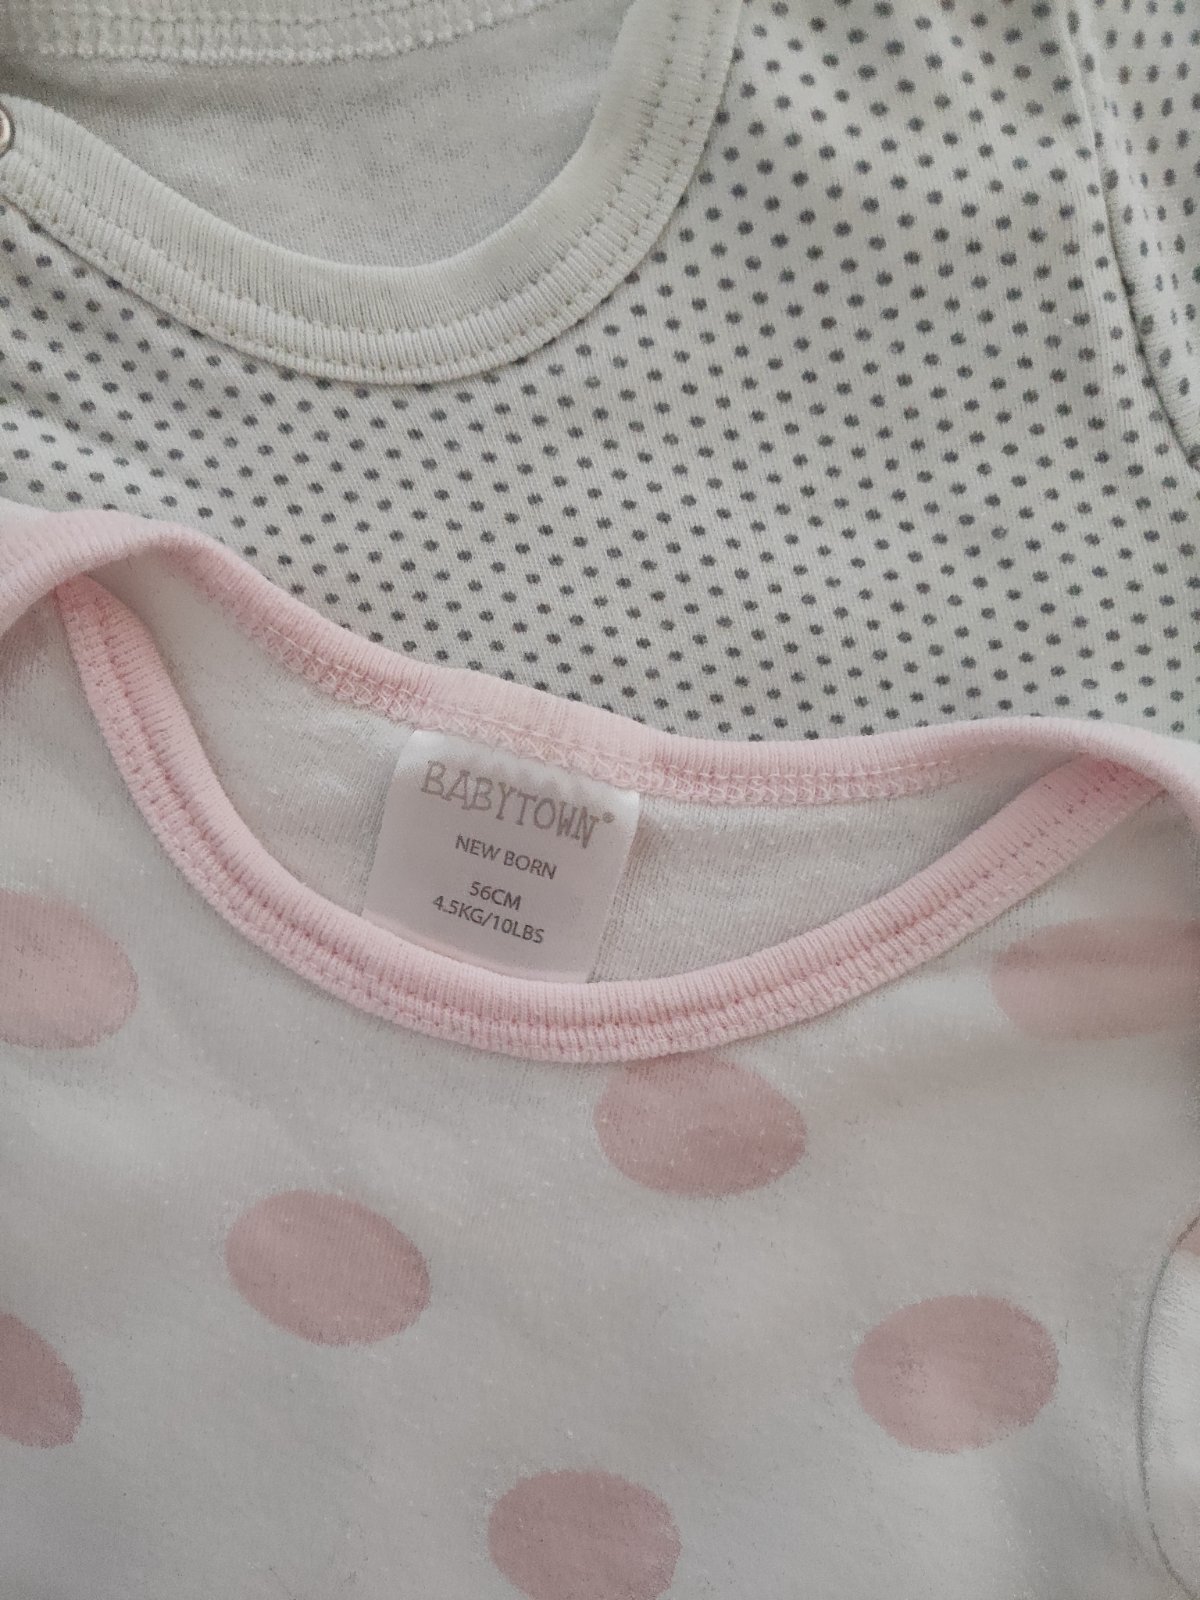 BABYTOWN®
NEW BORN
56CM
4.5KG/10LBS